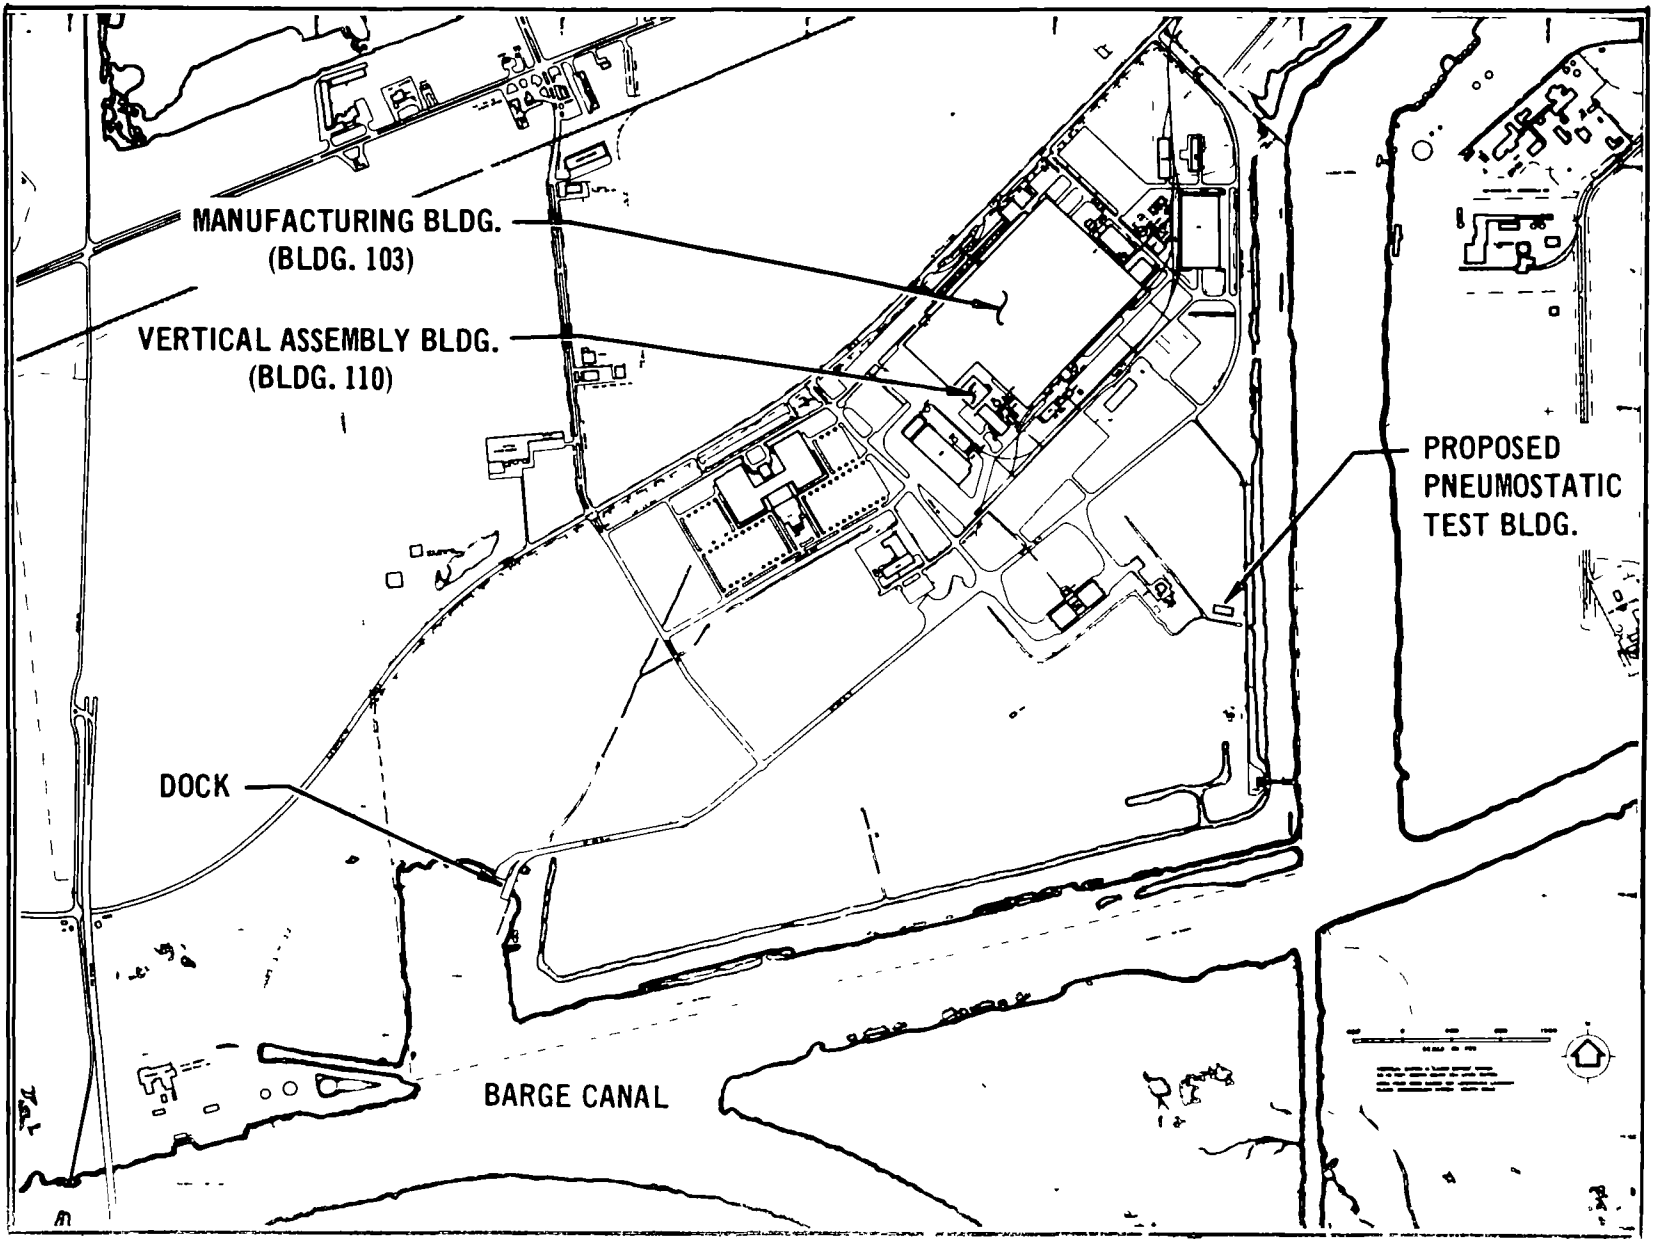 MANUFACTURING BLDG.
(BLDG. 103)
VERTICAL ASSEMBLY BLDG.
(BLDG. 110)
PROPOSED
PNEUMOSTATIC
TEST BLDG.
DOCK
BARGE CANAL